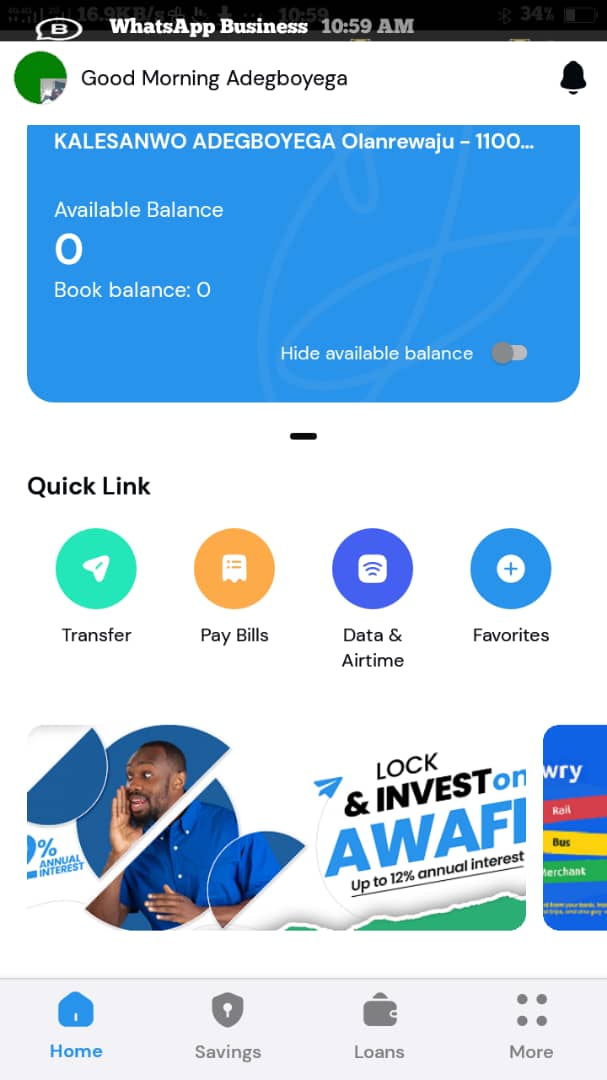 16.9KB/s
10:59
34%
B WhatsApp Business 10:59 AM
Good Morning Adegboyega
KALESANWO ADEGBOYEGA Olanrewaju - 1100...
Available Balance
0
Book balance: 0
Hide available balance
Quick Link
Transfer
Pay Bills
Data &
Airtime
Favorites
%
ANNUAL
INTEREST
LOCK
& INVEST on
AWAFI
Up to 12% annual interest
wry
Rail
Bus
Merchant
Home
Savings
Loans
More